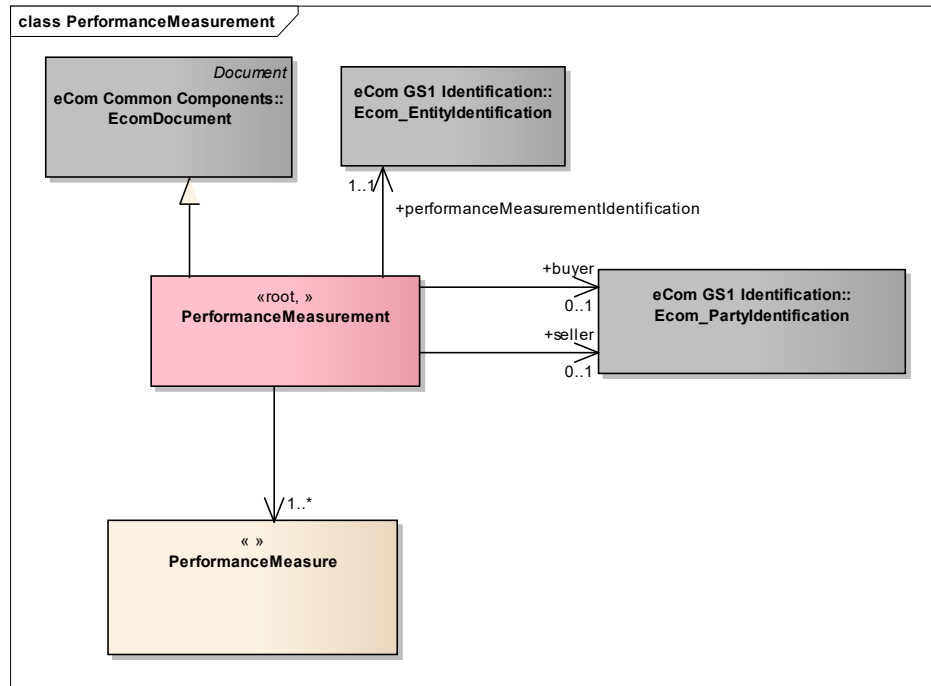 class PerformanceMeasurement
Document
eCom Common Components::
EcomDocument
eCom GS1 Identification::
Ecom_EntityIdentification
1..1
+performanceMeasurementIdentification
«root, »
PerformanceMeasurement
+buyer
0..1
+seller
0..1
eCom GS1 Identification::
Ecom_PartyIdentification
1..*
« »
PerformanceMeasure